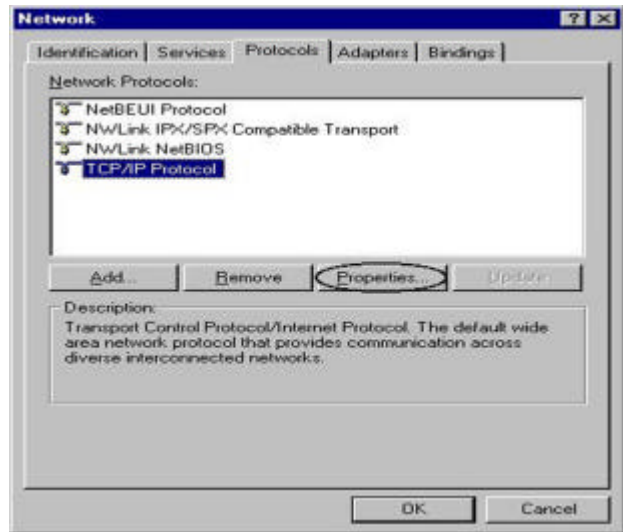 Network
Identification Services Protocols Adapters Bindings
Network Protocols:
NetBEUI Protocol
NWLink IPX/SPX Compatible Transport
NWLink NetBIOS
TCP/IP Protocol
Add... Remove Properties... Update
Description:
Transport Control Protocol/Internet Protocol. The default wide
area network protocol that provides communication across
diverse interconnected networks.
OK Cancel